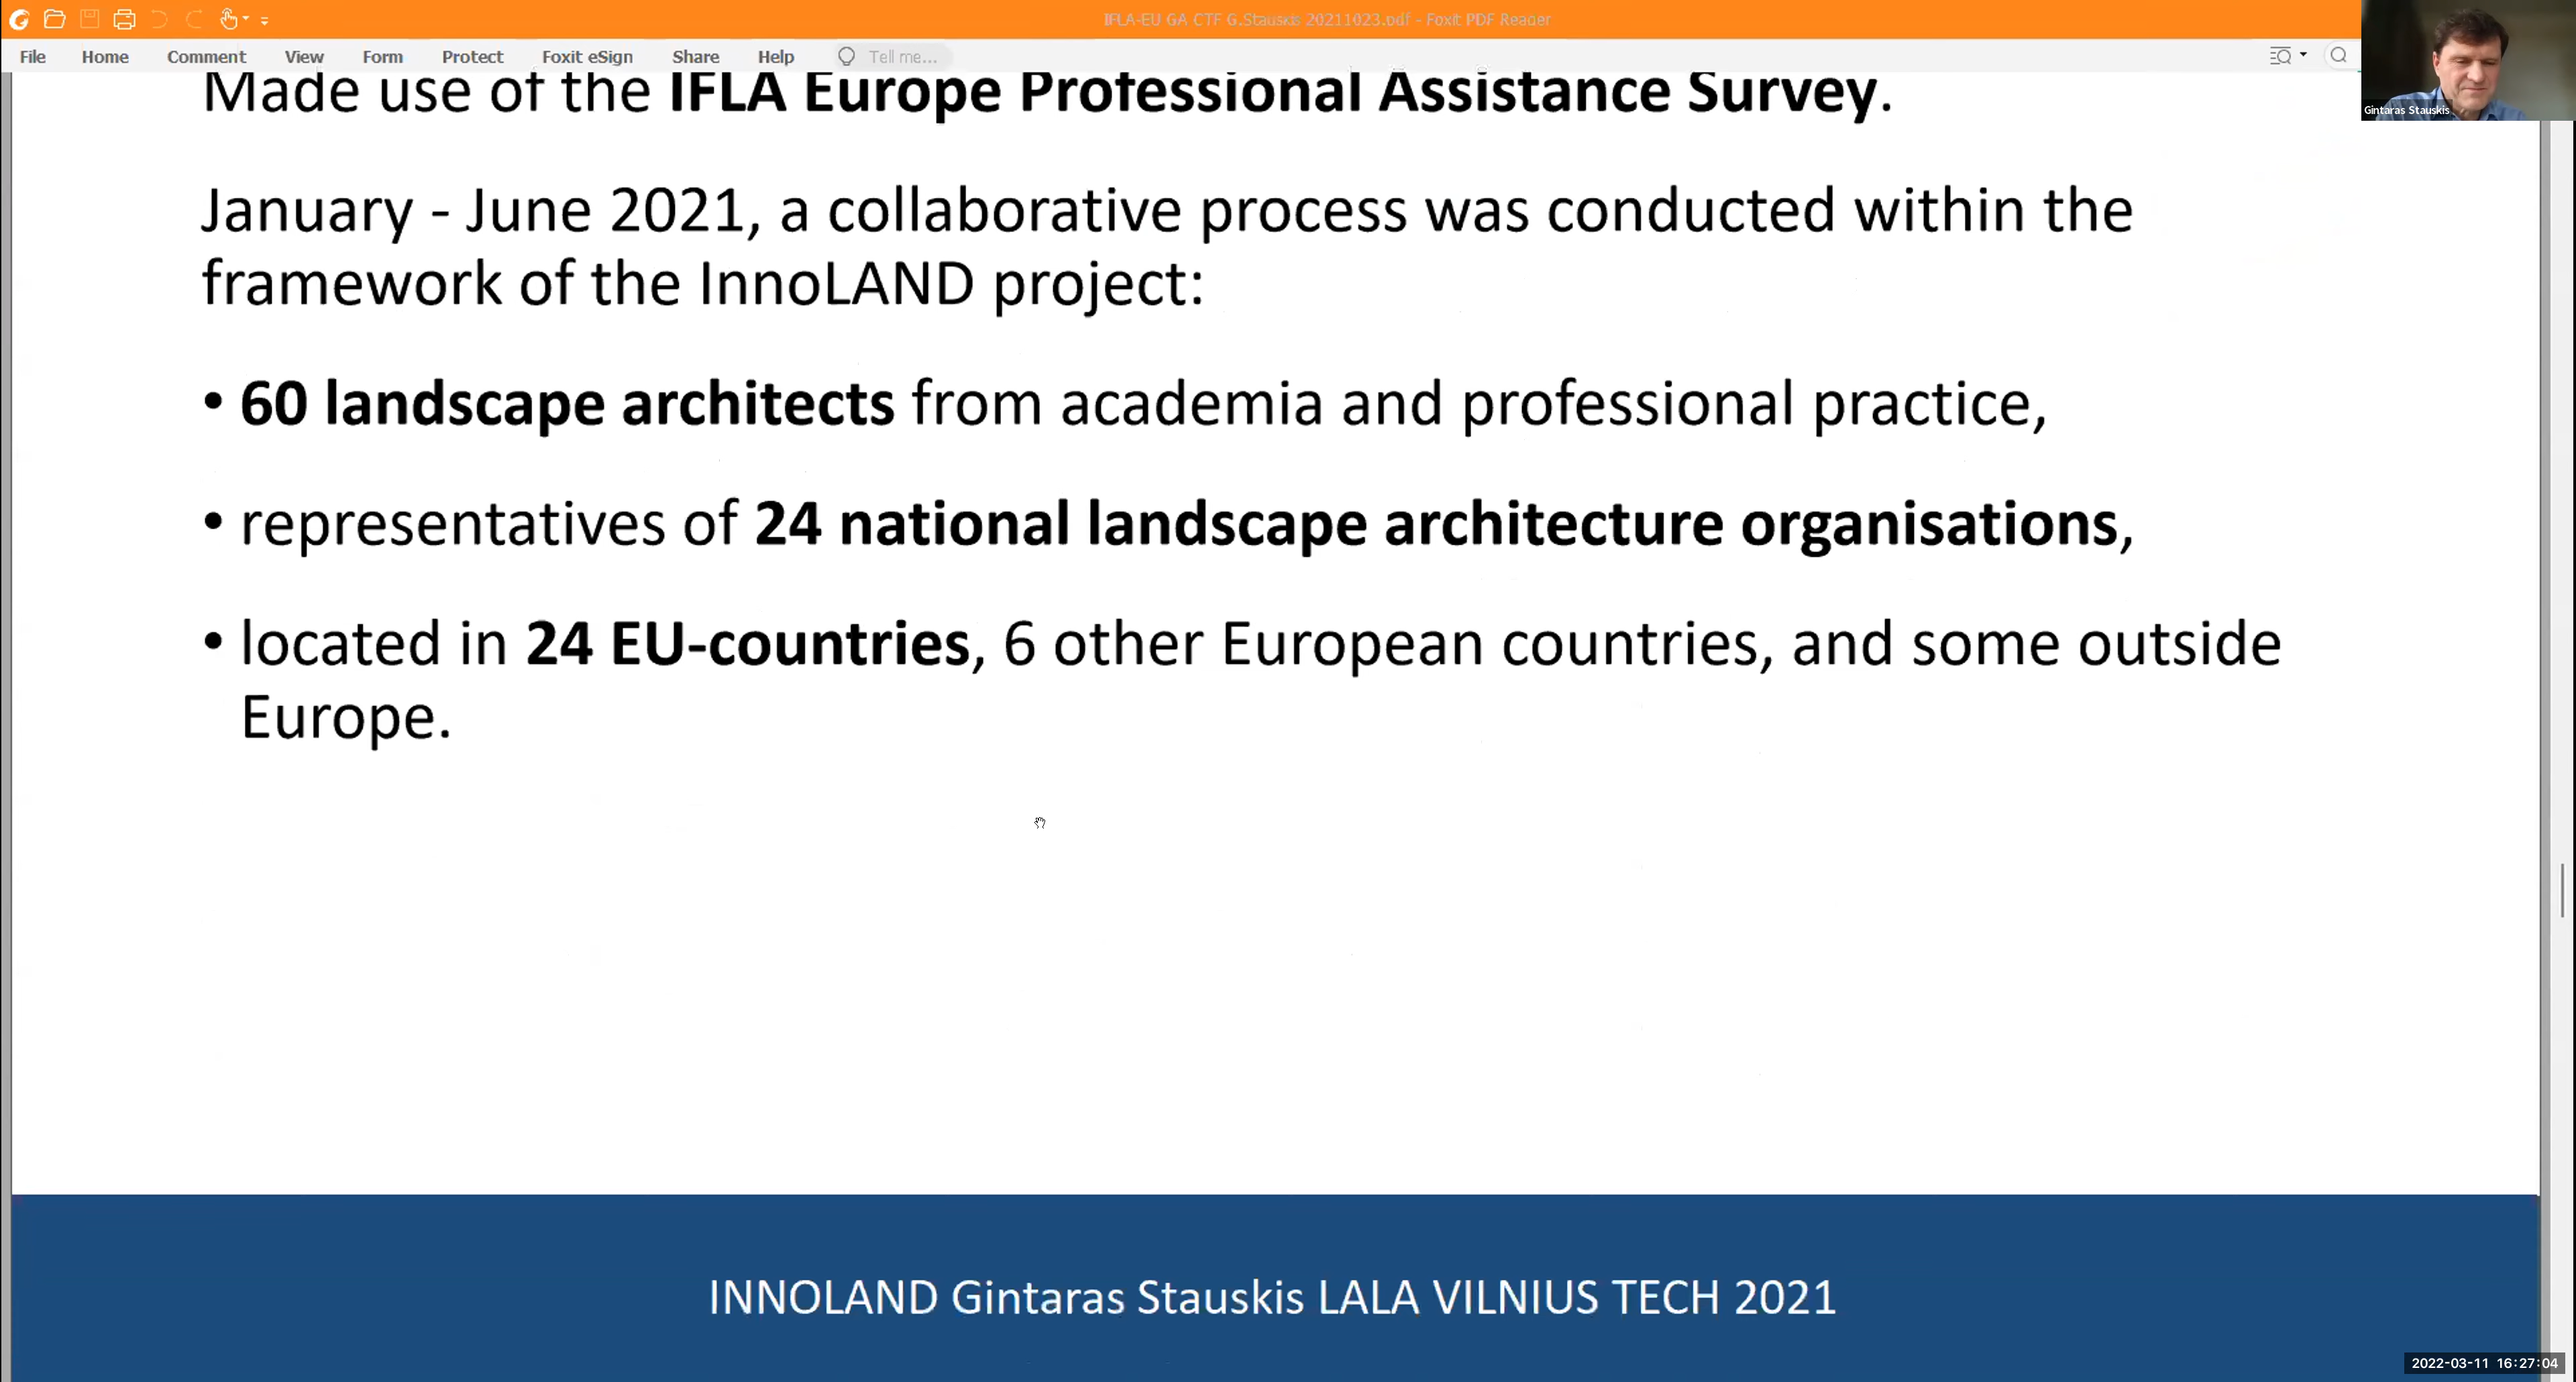 IFLA-EU GA CTF G.Stauskis 20211023.pdf - Foxit PDF Reader
File Home Comment View Form Protect Foxit eSign Share Help Tell me...
Gintaras Stauskis
Made use of the IFLA Europe Professional Assistance Survey.
January - June 2021, a collaborative process was conducted within the
framework of the InnoLAND project:
• 60 landscape architects from academia and professional practice,
• representatives of 24 national landscape architecture organisations,
• located in 24 EU-countries, 6 other European countries, and some outside
Europe.
INNOLAND Gintaras Stauskis LALA VILNIUS TECH 2021
2022-03-11 16:27:04